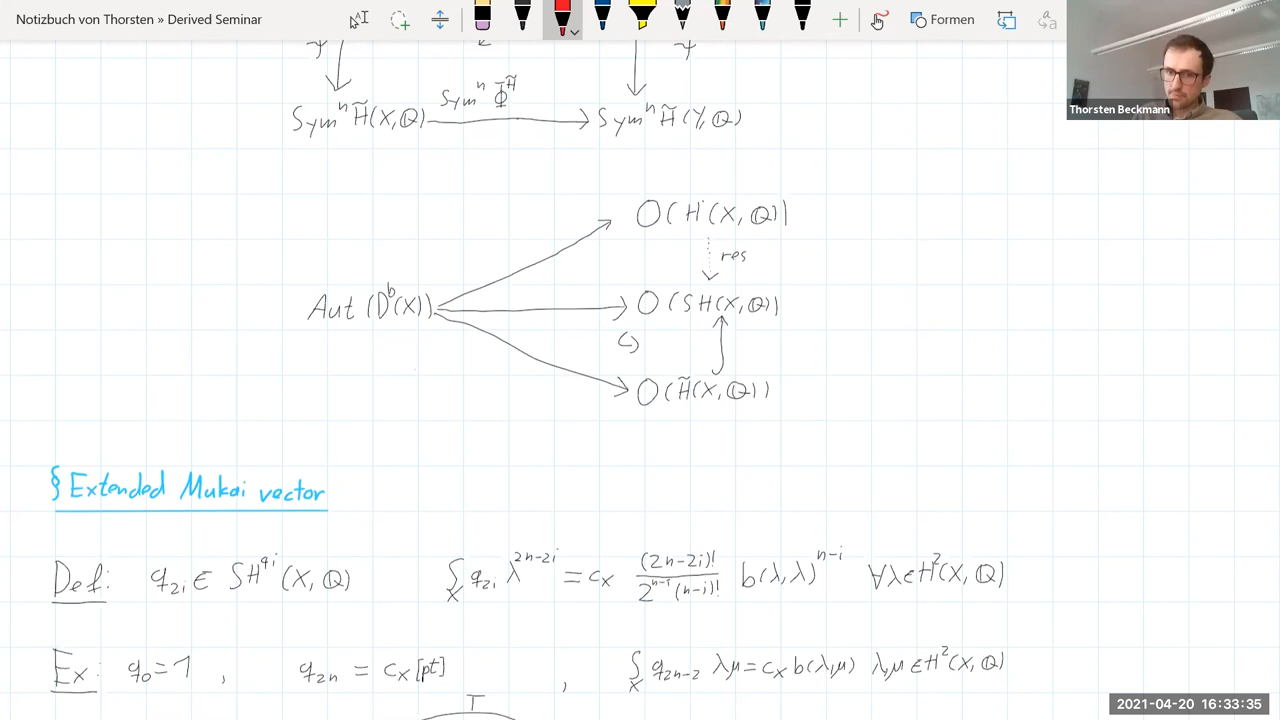 Notizbuch von Thorsten » Derived Seminar
Formen
Thorsten Beckmann
Symⁿ H̃(X,ℚ) Symⁿ Φ^H̃ Symⁿ H̃(Y,ℚ)
O(H(X,ℚ))
res
Aut(Dᵇ(X)) O(SH(X,ℚ))
O(H̃(X,ℚ))
§ Extended Mukai vector
Def: q_{2i} ∈ SH^{4i}(X,ℚ) ∫_X q_{2i} λ^{2n-2i} = c_X (2n-2i)!/(2^{n-i}(n-i)!) b(λ,λ)^{n-i} ∀λ∈H²(X,ℚ)
Ex: q_0=1, q_{2n} = c_X [pt], ∫_X q_{2n-2} λμ = c_X b(λ,μ) λ,μ ∈ H²(X,ℚ)
T
2021-04-20 16:33:35